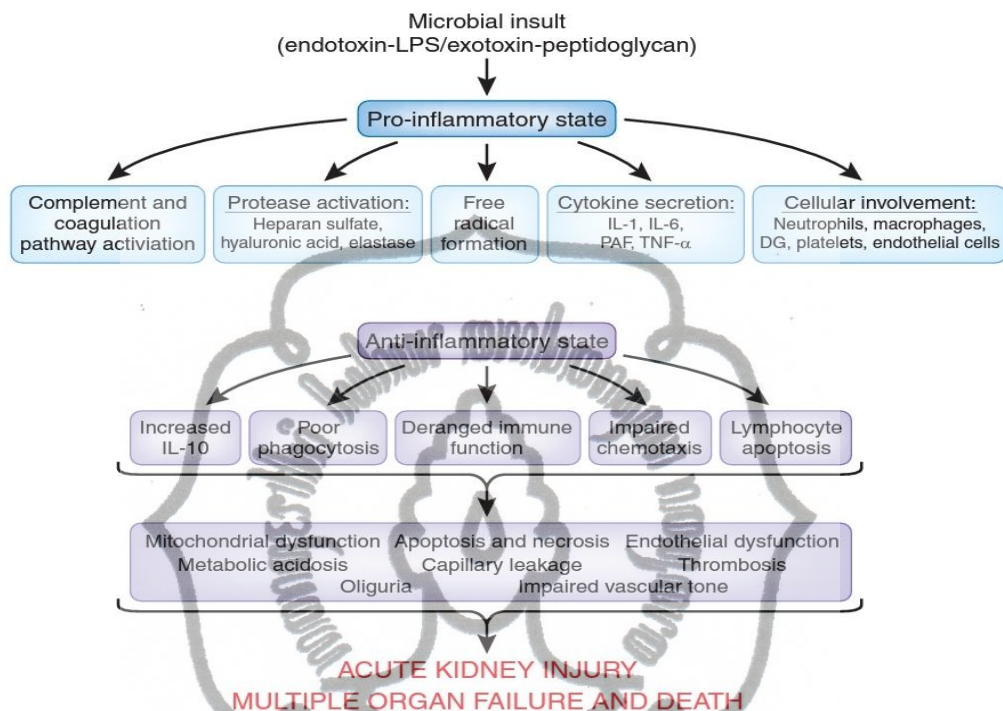 Microbial insult
(endotoxin-LPS/exotoxin-peptidoglycan)
Pro-inflammatory state
Complement and
coagulation
pathway activiation
Protease activation:
Heparan sulfate,
hyaluronic acid, elastase
Free
radical
formation
Cytokine secretion:
IL-1, IL-6,
PAF, TNF-α
Cellular involvement:
Neutrophils, macrophages,
DG, platelets, endothelial cells
Anti-inflammatory state
Increased
IL-10
Poor
phagocytosis
Deranged immune
function
Impaired
chemotaxis
Lymphocyte
apoptosis
Mitochondrial dysfunction Apoptosis and necrosis Endothelial dysfunction
Metabolic acidosis Capillary leakage Thrombosis
Oliguria Impaired vascular tone
ACUTE KIDNEY INJURY
MULTIPLE ORGAN FAILURE AND DEATH